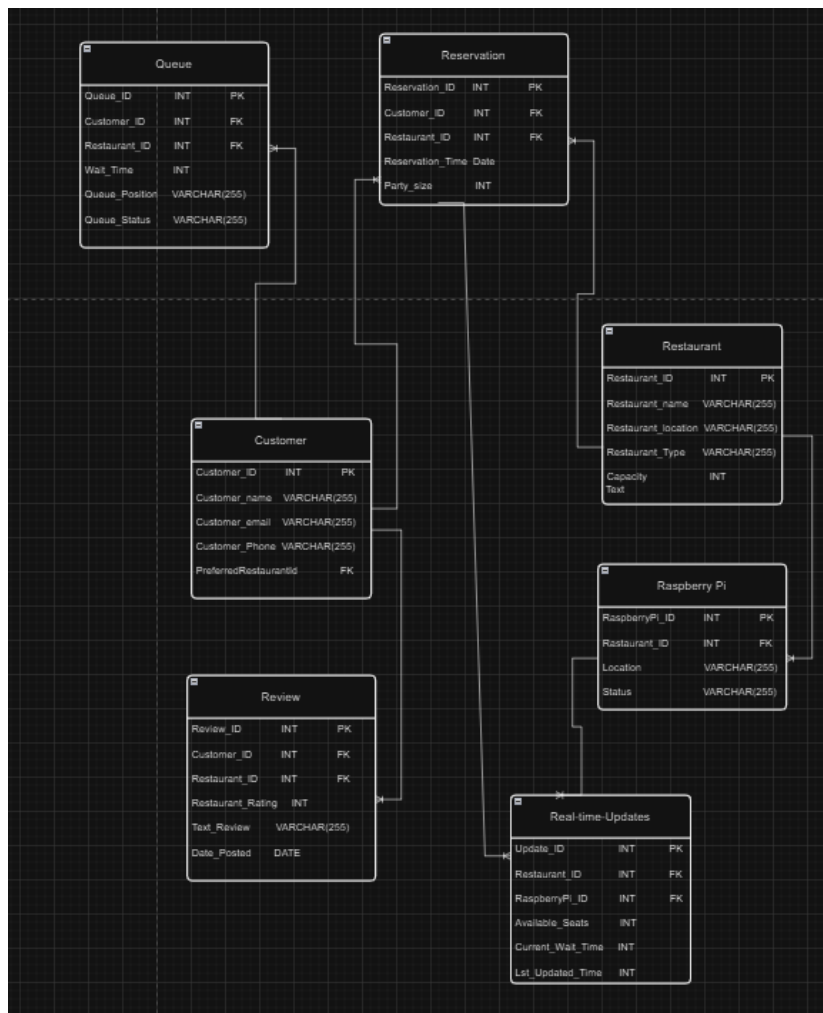 Queue
Queue_ID INT PK
Customer_ID INT FK
Restaurant_ID INT FK
Wait_Time INT
Queue_Position VARCHAR(255)
Queue_Status VARCHAR(255)
Reservation
Reservation_ID INT PK
Customer_ID INT FK
Restaurant_ID INT FK
Reservation_Time Date
Party_size INT
Restaurant
Restaurant_ID INT PK
Restaurant_name VARCHAR(255)
Restaurant_location VARCHAR(255)
Restaurant_Type VARCHAR(255)
Capacity INT
Text
Customer
Customer_ID INT PK
Customer_name VARCHAR(255)
Customer_email VARCHAR(255)
Customer_Phone VARCHAR(255)
PreferredRestaurantId FK
Raspberry Pi
RaspberryPi_ID INT PK
Rastaurant_ID INT FK
Location VARCHAR(255)
Status VARCHAR(255)
Review
Review_ID INT PK
Customer_ID INT FK
Restaurant_ID INT FK
Restaurant_Rating INT
Text_Review VARCHAR(255)
Date_Posted DATE
Real-time-Updates
Update_ID INT PK
Restaurant_ID INT FK
RaspberryPi_ID INT FK
Available_Seats INT
Current_Wait_Time INT
Lst_Updated_Time INT